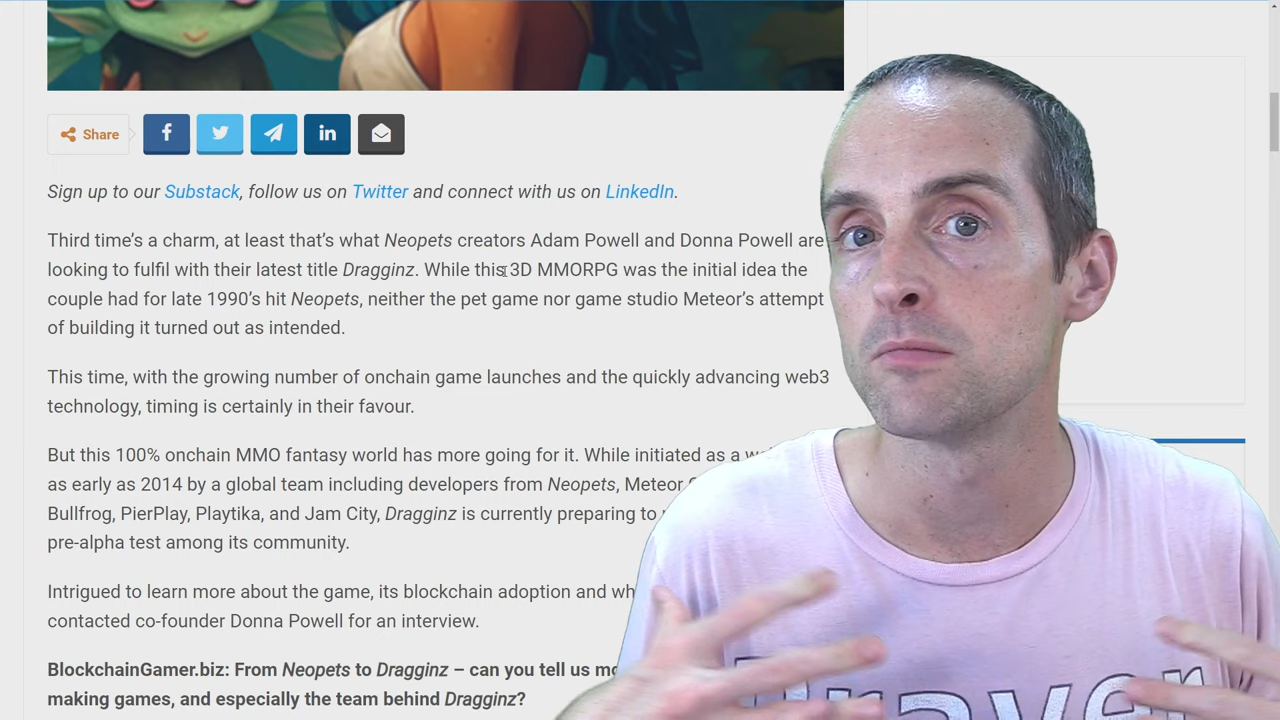 Share
Sign up to our Substack, follow us on Twitter and connect with us on LinkedIn.
Third time's a charm, at least that's what Neopets creators Adam Powell and Donna Powell are
looking to fulfil with their latest title Dragginz. While this 3D MMORPG was the initial idea the
couple had for late 1990's hit Neopets, neither the pet game nor game studio Meteor's attempt
of building it turned out as intended.
This time, with the growing number of onchain game launches and the quickly advancing web3
technology, timing is certainly in their favour.
But this 100% onchain MMO fantasy world has more going for it. While initiated as a
as early as 2014 by a global team including developers from Neopets, Meteor
Bullfrog, PierPlay, Playtika, and Jam City, Dragginz is currently preparing to
pre-alpha test among its community.
Intrigued to learn more about the game, its blockchain adoption and
contacted co-founder Donna Powell for an interview.
BlockchainGamer.biz: From Neopets to Dragginz – can you tell us
making games, and especially the team behind Dragginz?